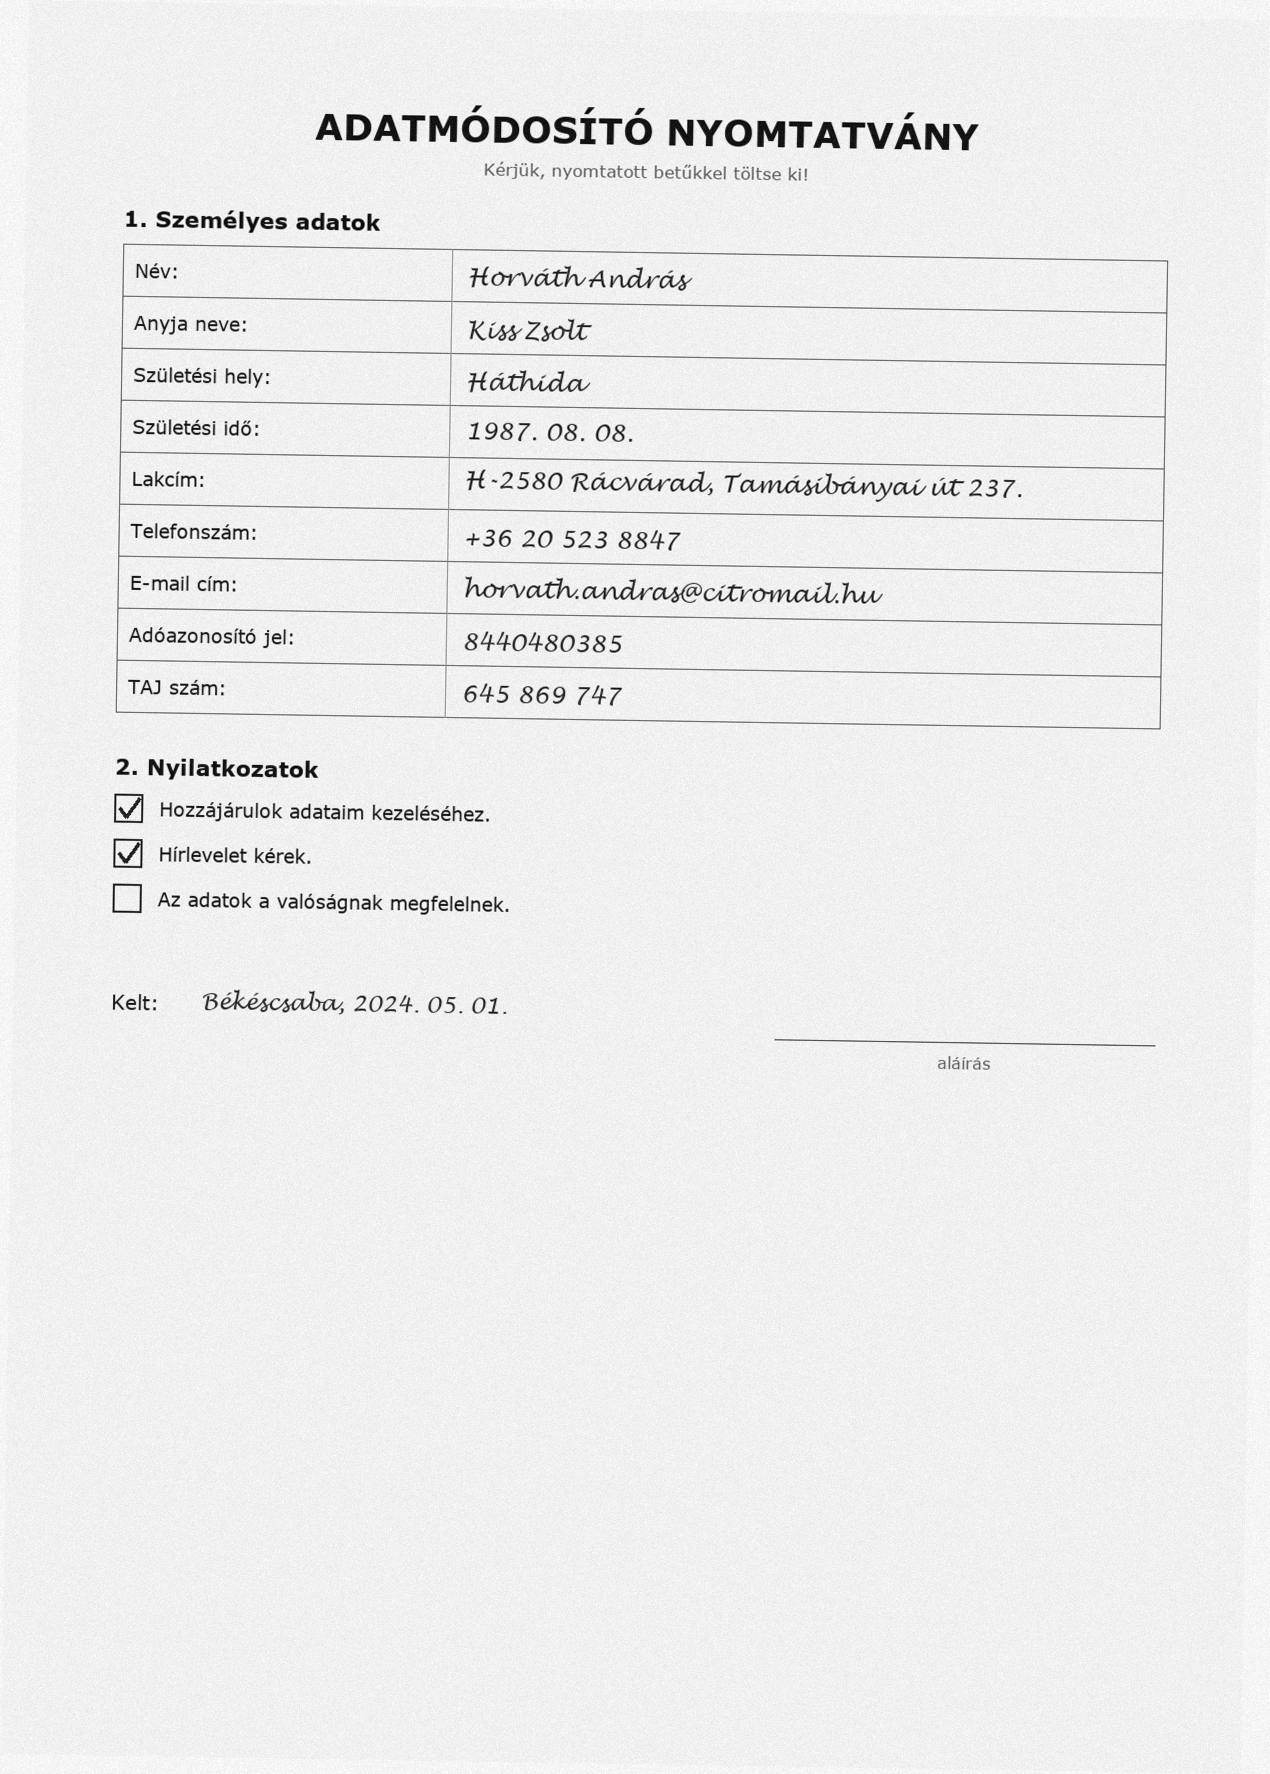 ADATMÓDOSÍTÓ NYOMTATVÁNY
Kérjük, nyomtatott betűkkel töltse ki!
1. Személyes adatok
Név: Horváth András
Anyja neve: Kiss Zsolt
Születési hely: Háthida
Születési idő: 1987. 08. 08.
Lakcím: H-2580 Rácvárad, Tamásibányai út 237.
Telefonszám: +36 20 523 8847
E-mail cím: horvath.andras@citromail.hu
Adóazonosító jel: 8440480385
TAJ szám: 645 869 747
2. Nyilatkozatok
Hozzájárulok adataim kezeléséhez.
Hírlevelet kérek.
Az adatok a valóságnak megfelelnek.
Kelt: Békéscsaba, 2024. 05. 01.
aláírás